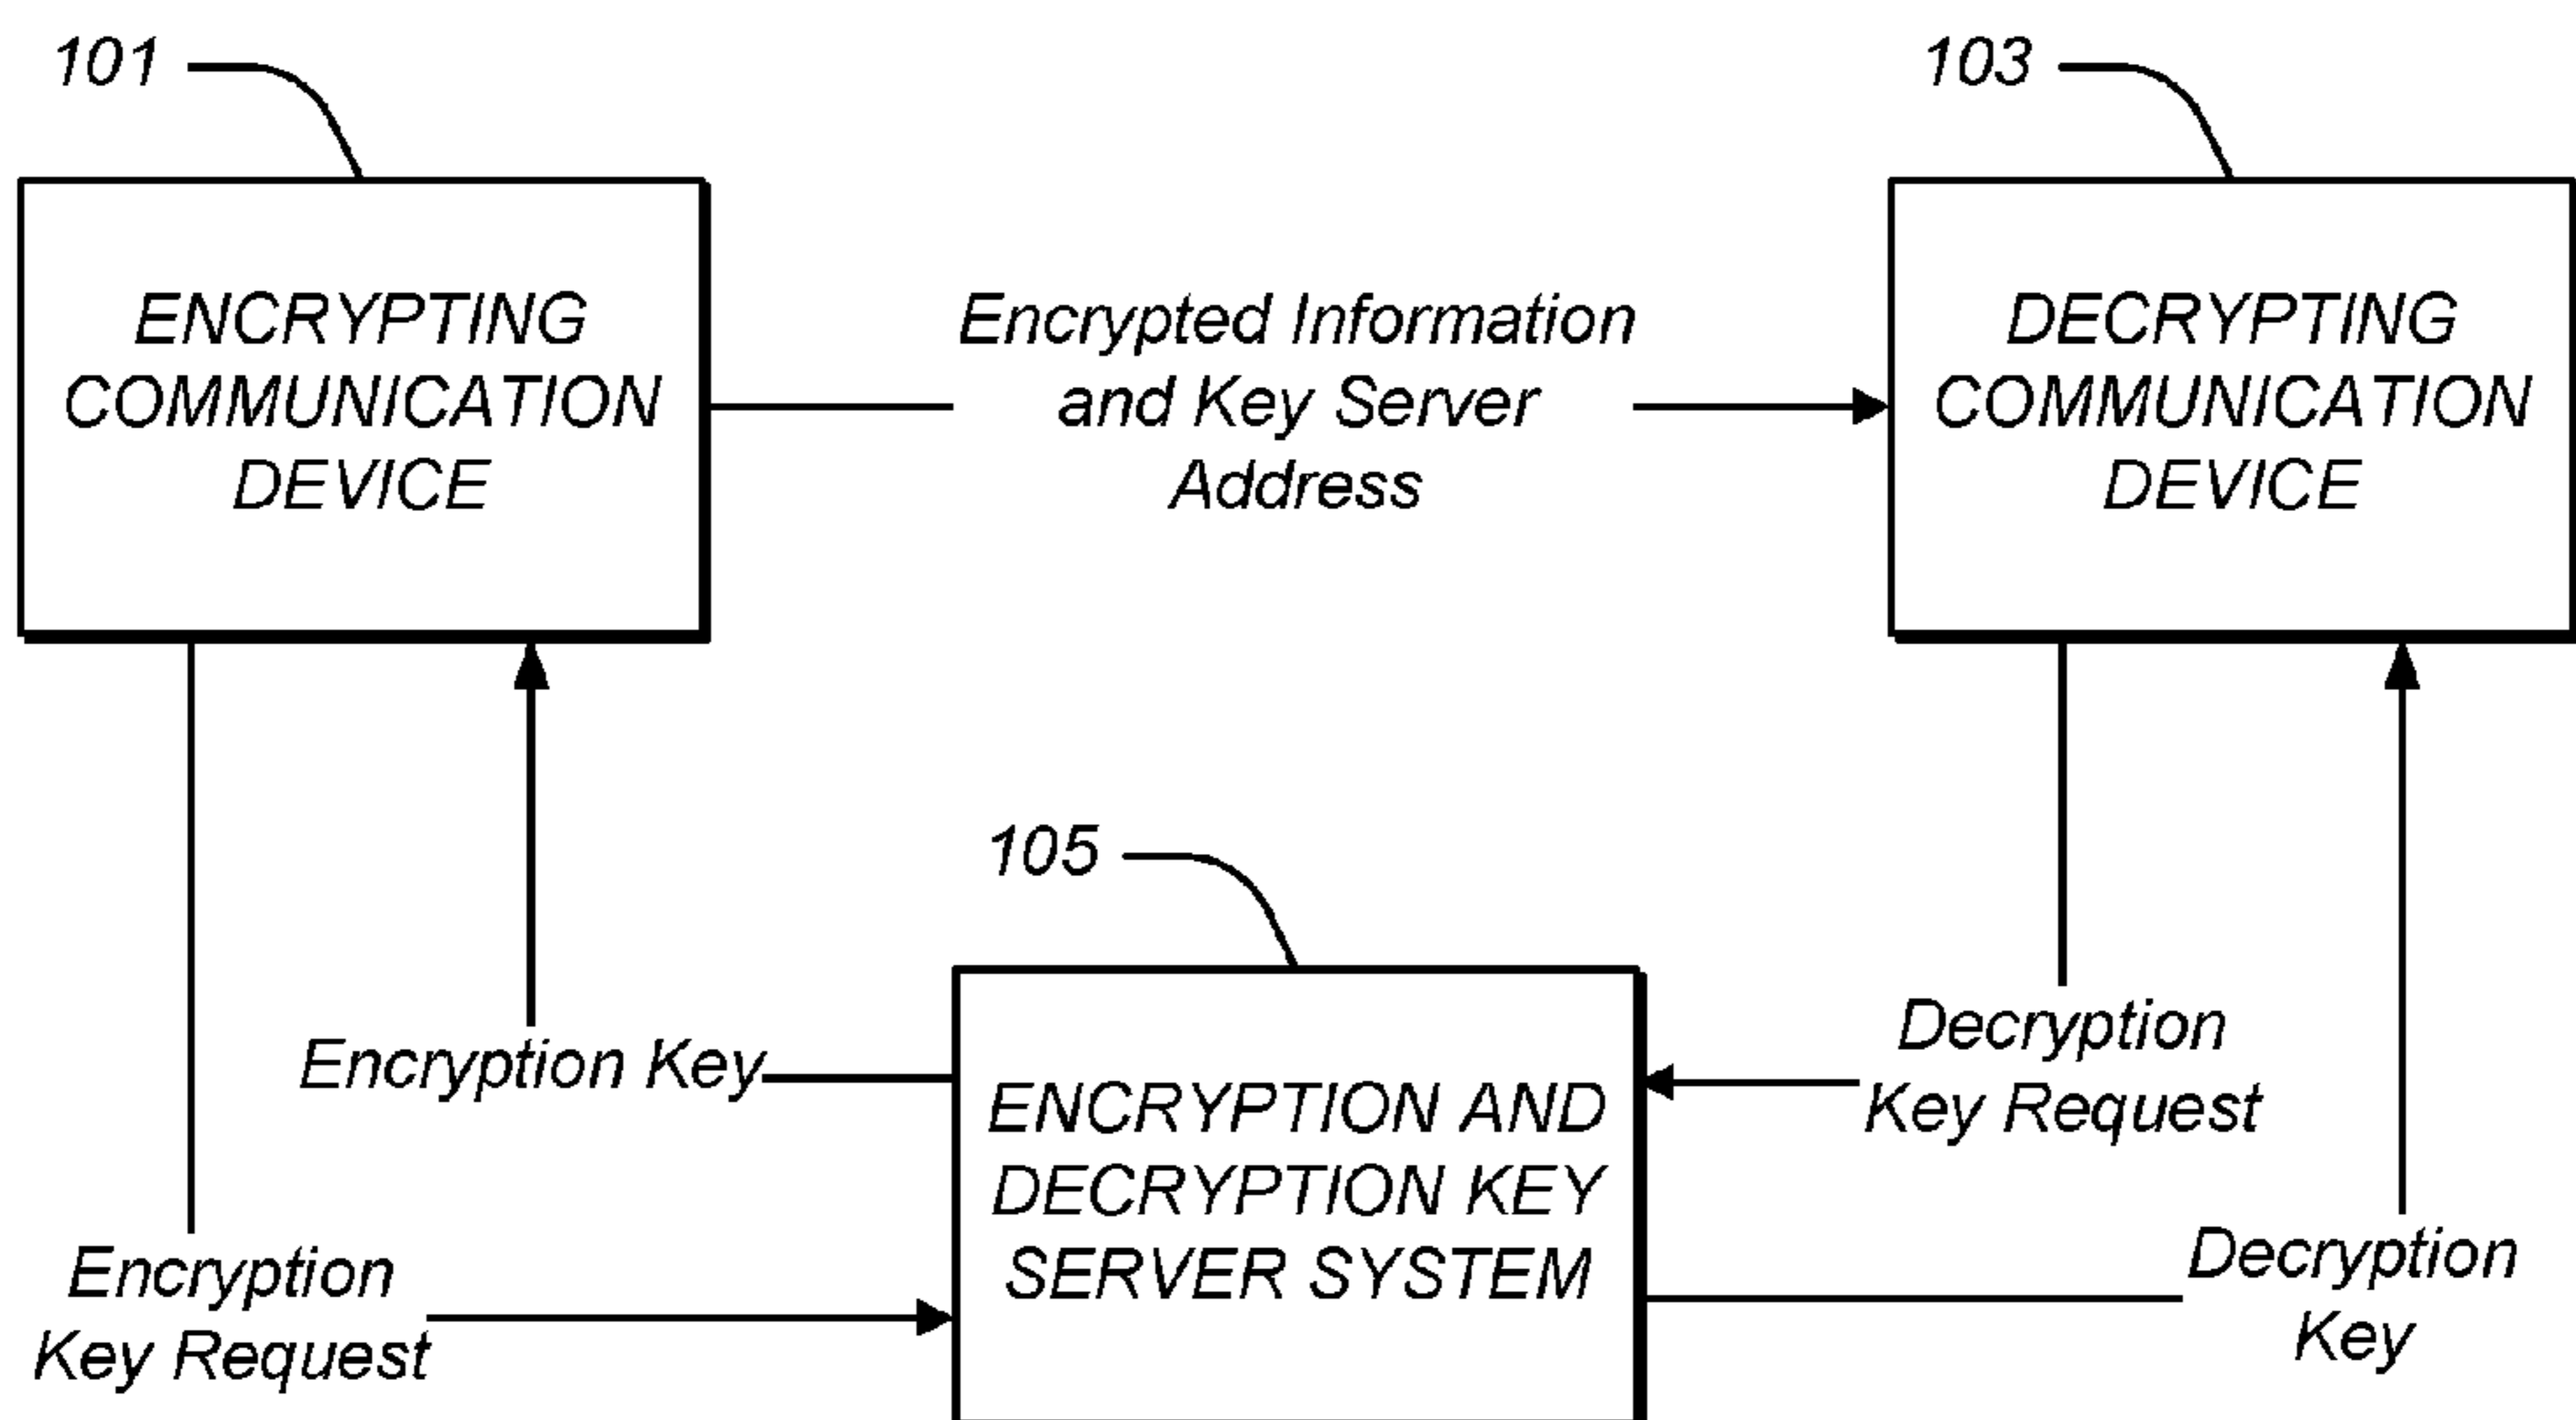 101
103
ENCRYPTING
COMMUNICATION
DEVICE
Encrypted Information
and Key Server
Address
DECRYPTING
COMMUNICATION
DEVICE
105
Encryption Key
Decryption
Key Request
ENCRYPTION AND
DECRYPTION KEY
SERVER SYSTEM
Encryption
Key Request
Decryption
Key